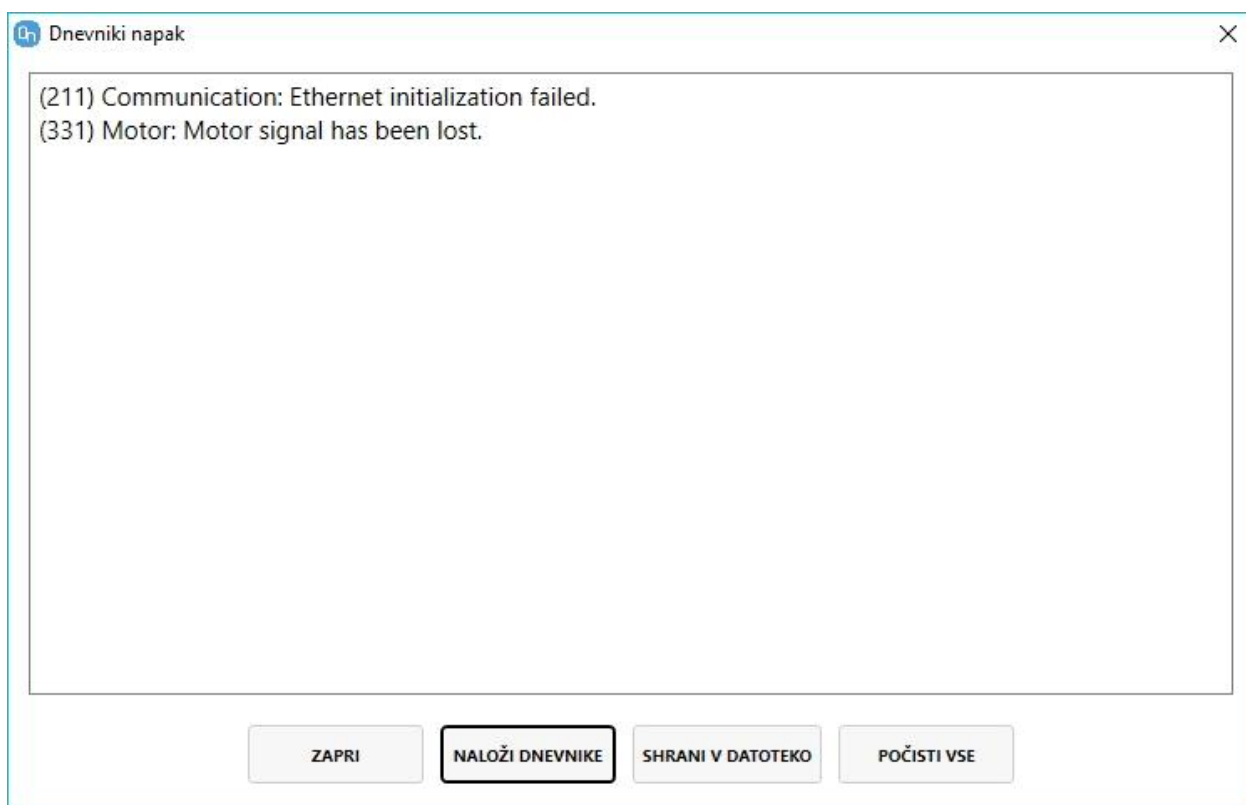 Dnevniki napak
(211) Communication: Ethernet initialization failed.
(331) Motor: Motor signal has been lost.
ZAPRI
NALOŽI DNEVNIKE
SHRANI V DATOTEKO
POČISTI VSE